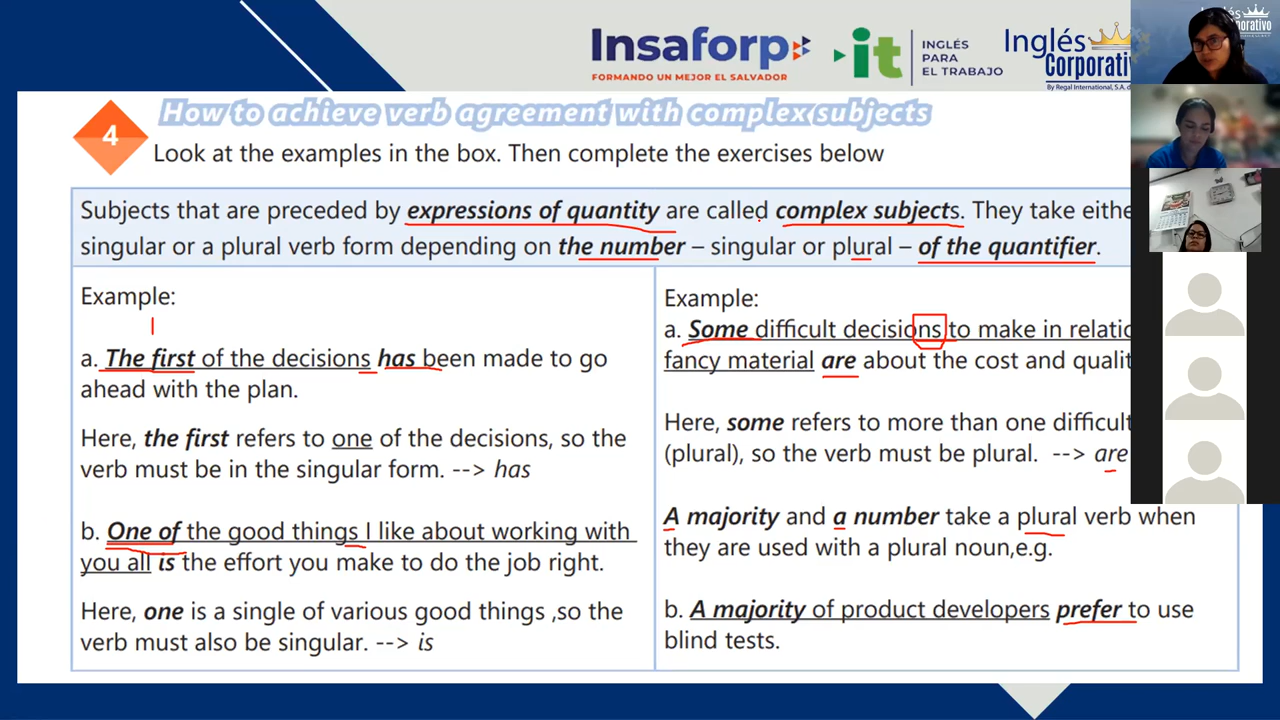 Insaforp
FORMANDO UN MEJOR EL SALVADOR
it
INGLÉS
PARA
EL TRABAJO
Inglés
Corporativo
By Regal International, S.A. d
Inglés
Corporativo
4
How to achieve verb agreement with complex subjects
Look at the examples in the box. Then complete the exercises below
Subjects that are preceded by expressions of quantity are called complex subjects. They take eithe
singular or a plural verb form depending on the number – singular or plural – of the quantifier.
Example:
a. The first of the decisions has been made to go
ahead with the plan.
Here, the first refers to one of the decisions, so the
verb must be in the singular form. --> has
b. One of the good things I like about working with
you all is the effort you make to do the job right.
Here, one is a single of various good things ,so the
verb must also be singular. --> is
Example:
a. Some difficult decisions to make in relatio
fancy material are about the cost and qualit
Here, some refers to more than one difficult
(plural), so the verb must be plural. --> are
A majority and a number take a plural verb when
they are used with a plural noun,e.g.
b. A majority of product developers prefer to use
blind tests.